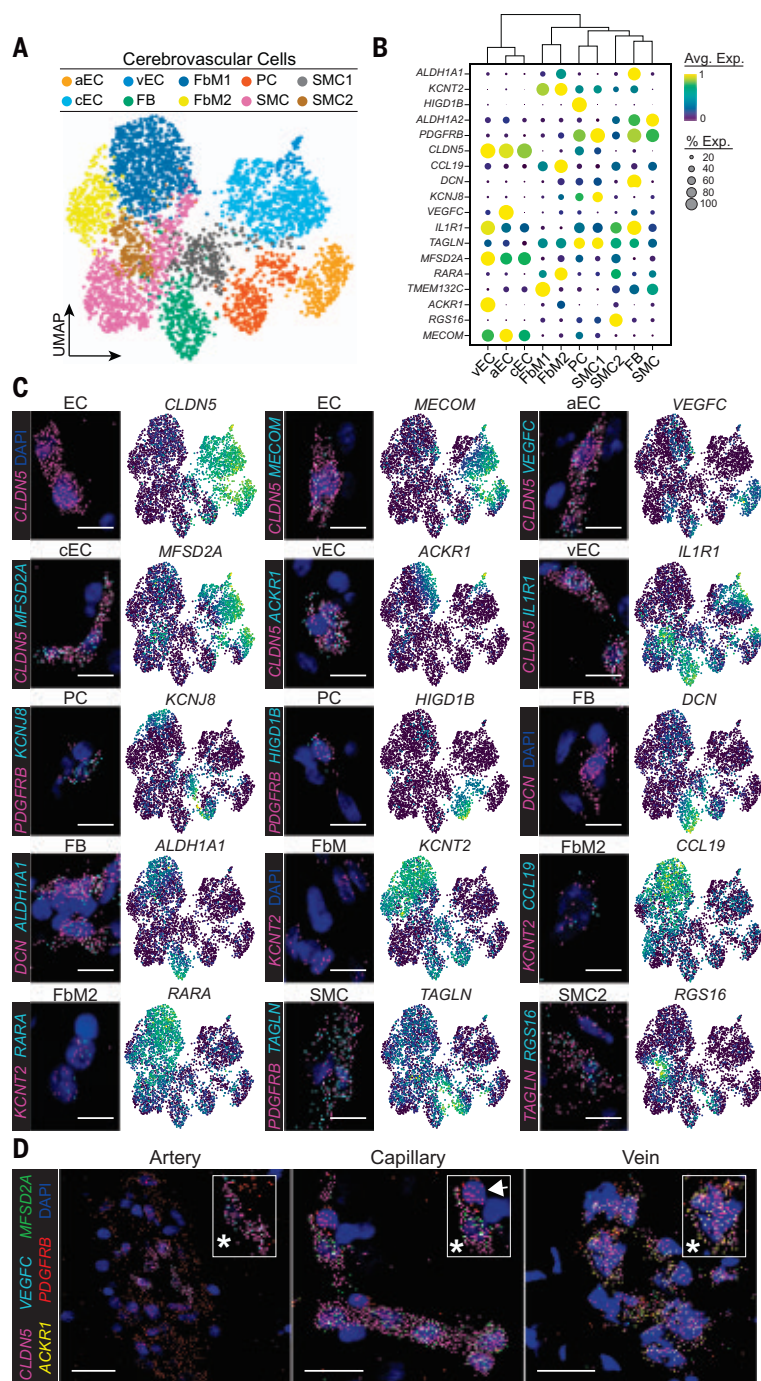 A
Cerebrovascular Cells
aEC vEC FbM1 PC SMC1
cEC FB FbM2 SMC SMC2
UMAP
B
Avg. Exp.
1
0
% Exp.
20
40
60
80
100
ALDH1A1
KCNT2
HIGD1B
ALDH1A2
PDGFRB
CLDN5
CCL19
DCN
KCNJ8
VEGFC
IL1R1
TAGLN
MFSD2A
RARA
TMEM132C
ACKR1
RGS16
MECOM
vEC aEC cEC FbM1 FbM2 PC SMC1 SMC2 FB SMC
C
EC CLDN5 EC MECOM aEC VEGFC
CLDN5 DAPI CLDN5 MECOM CLDN5 VEGFC
cEC MFSD2A vEC ACKR1 vEC IL1R1
CLDN5 MFSD2A CLDN5 ACKR1 CLDN5 IL1R1
PC KCNJ8 PC HIGD1B FB DCN
PDGFRB KCNJ8 PDGFRB HIGD1B DCN DAPI
FB ALDH1A1 FbM KCNT2 FbM2 CCL19
DCN ALDH1A1 KCNT2 DAPI KCNT2 CCL19
FbM2 RARA SMC TAGLN SMC2 RGS16
KCNT2 RARA PDGFRB TAGLN TAGLN RGS16
D
Artery Capillary Vein
CLDN5 VEGFC MFSD2A
ACKR1 PDGFRB DAPI
* * *